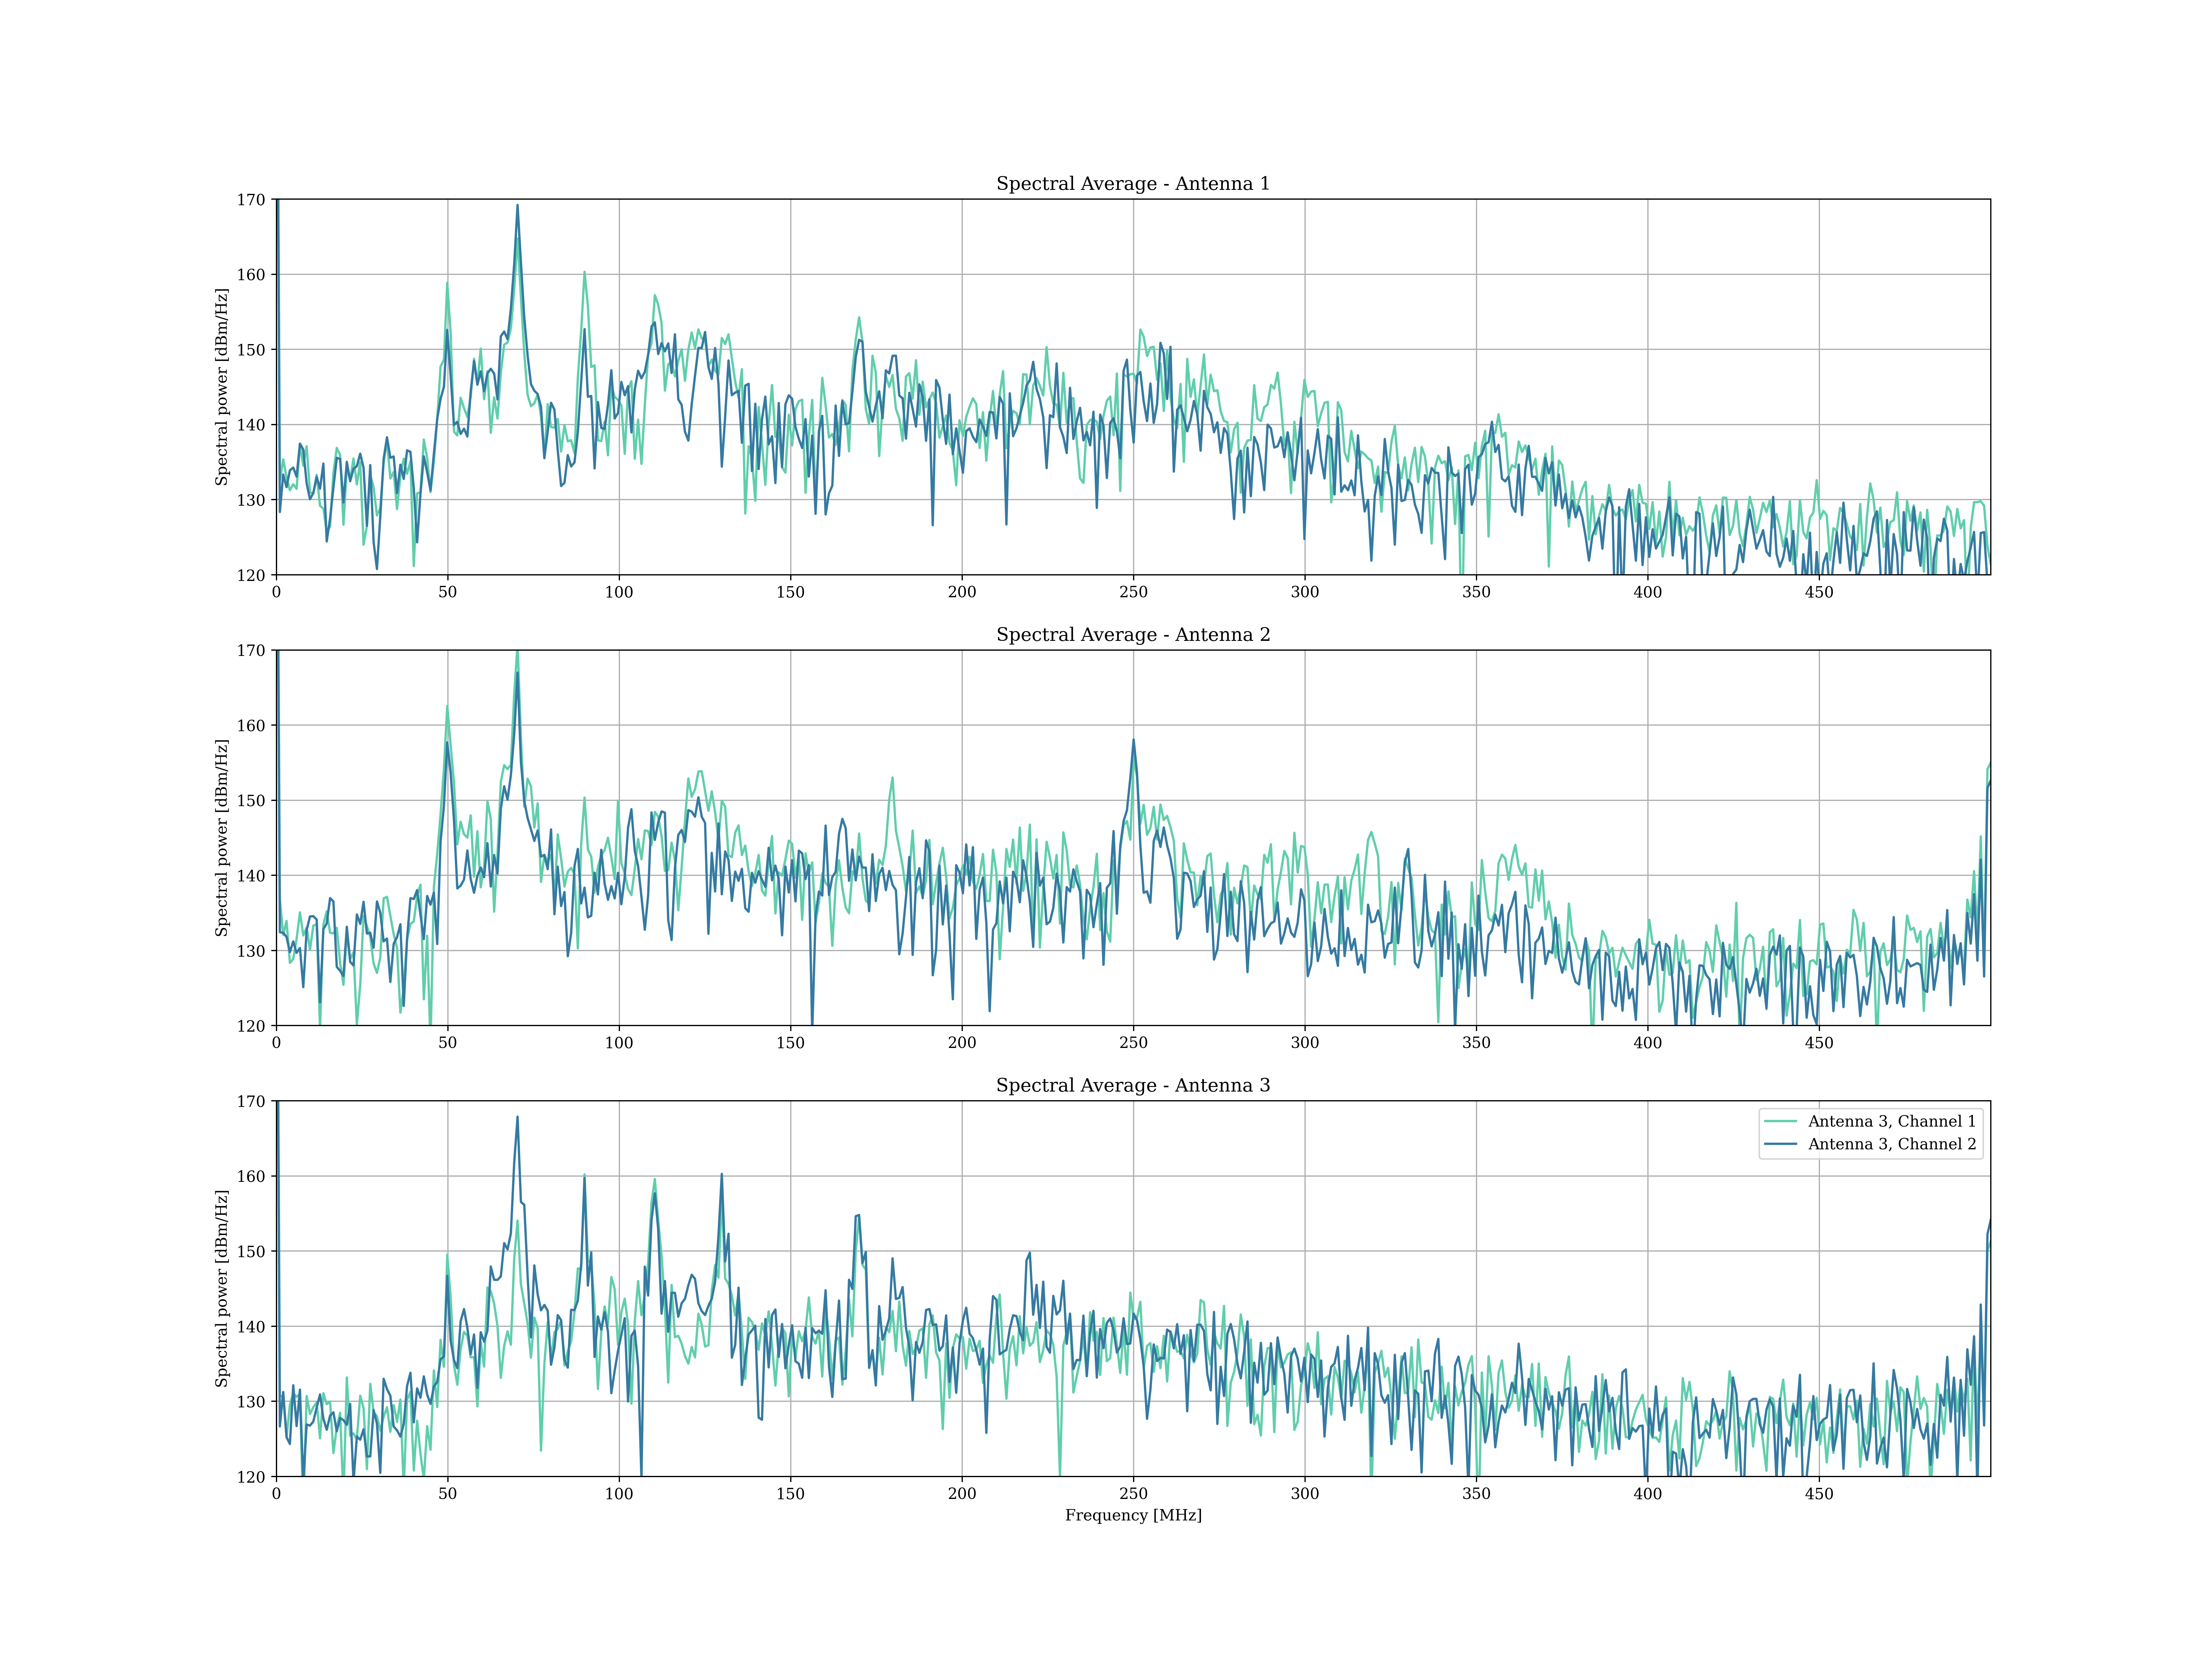 Spectral Average - Antenna 1
Spectral power [dBm/Hz]
170
160
150
140
130
120
0 50 100 150 200 250 300 350 400 450
Spectral Average - Antenna 2
Spectral power [dBm/Hz]
170
160
150
140
130
120
0 50 100 150 200 250 300 350 400 450
Spectral Average - Antenna 3
Spectral power [dBm/Hz]
170
160
150
140
130
120
Antenna 3, Channel 1
Antenna 3, Channel 2
0 50 100 150 200 250 300 350 400 450
Frequency [MHz]